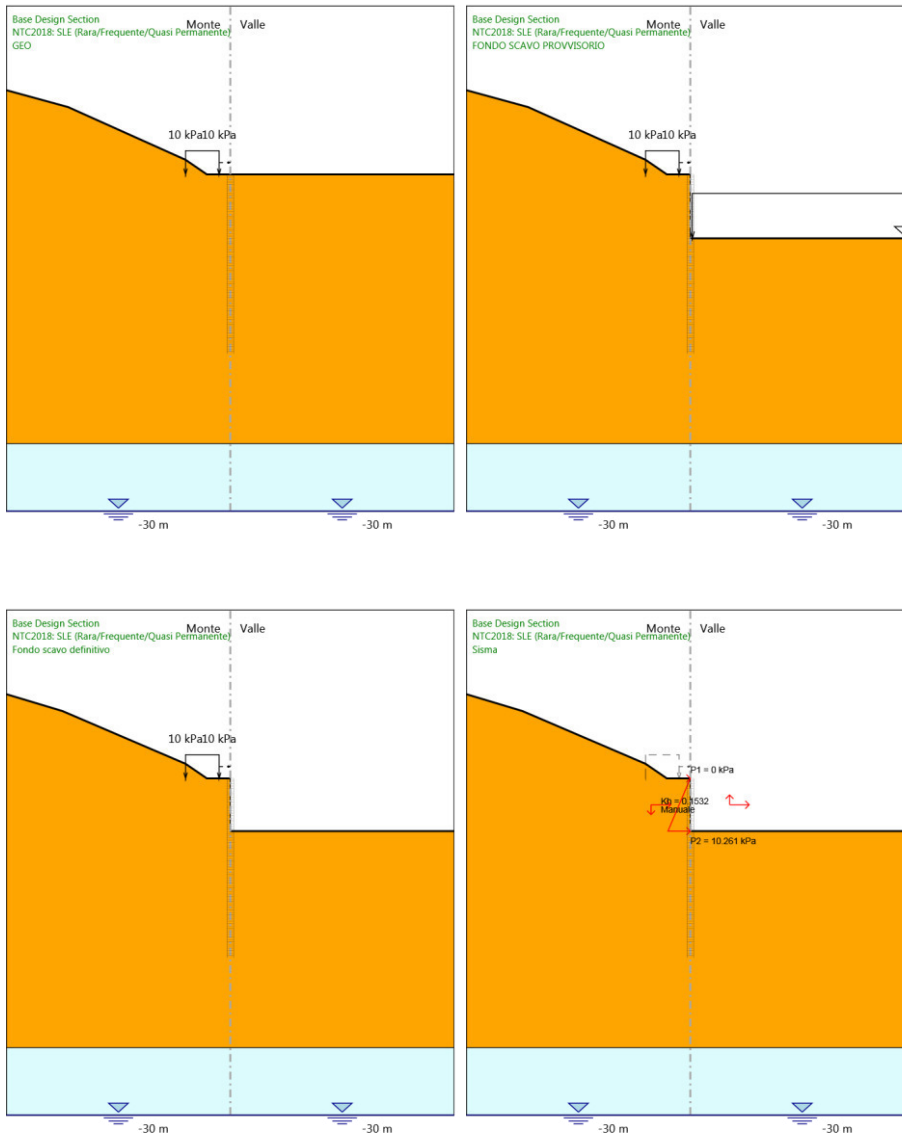 Base Design Section
NTC2018: SLE (Rara/Frequente/Quasi Permanente)
GEO
Monte Valle
10 kPa10 kPa
-30 m -30 m
Base Design Section
NTC2018: SLE (Rara/Frequente/Quasi Permanente)
FONDO SCAVO PROVVISORIO
Monte Valle
10 kPa10 kPa
-30 m -30 m
Base Design Section
NTC2018: SLE (Rara/Frequente/Quasi Permanente)
Fondo scavo definitivo
Monte Valle
10 kPa10 kPa
-30 m -30 m
Base Design Section
NTC2018: SLE (Rara/Frequente/Quasi Permanente)
Sisma
Monte Valle
P1 = 0 kPa
Kh = 0.1532
Manuale
P2 = 10.261 kPa
-30 m -30 m